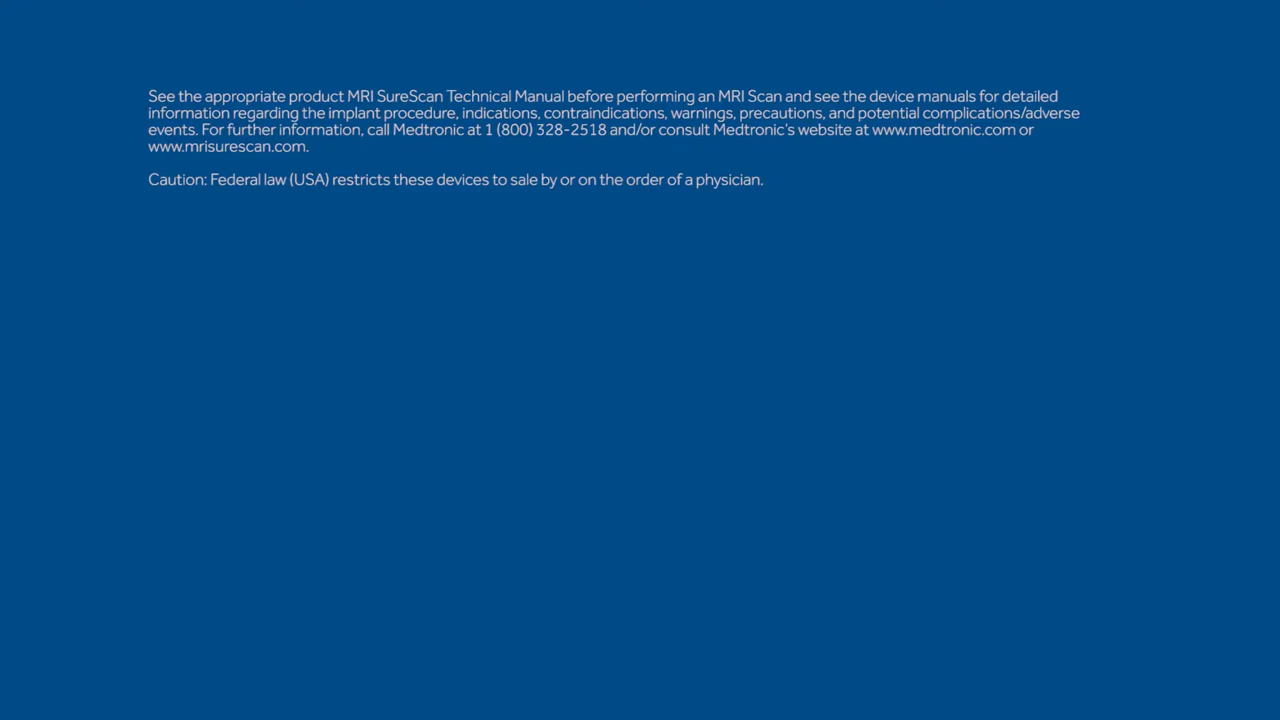 See the appropriate product MRI SureScan Technical Manual before performing an MRI Scan and see the device manuals for detailed
information regarding the implant procedure, indications, contraindications, warnings, precautions, and potential complications/adverse
events. For further information, call Medtronic at 1 (800) 328-2518 and/or consult Medtronic's website at www.medtronic.com or
www.mrisurescan.com.
Caution: Federal law (USA) restricts these devices to sale by or on the order of a physician.